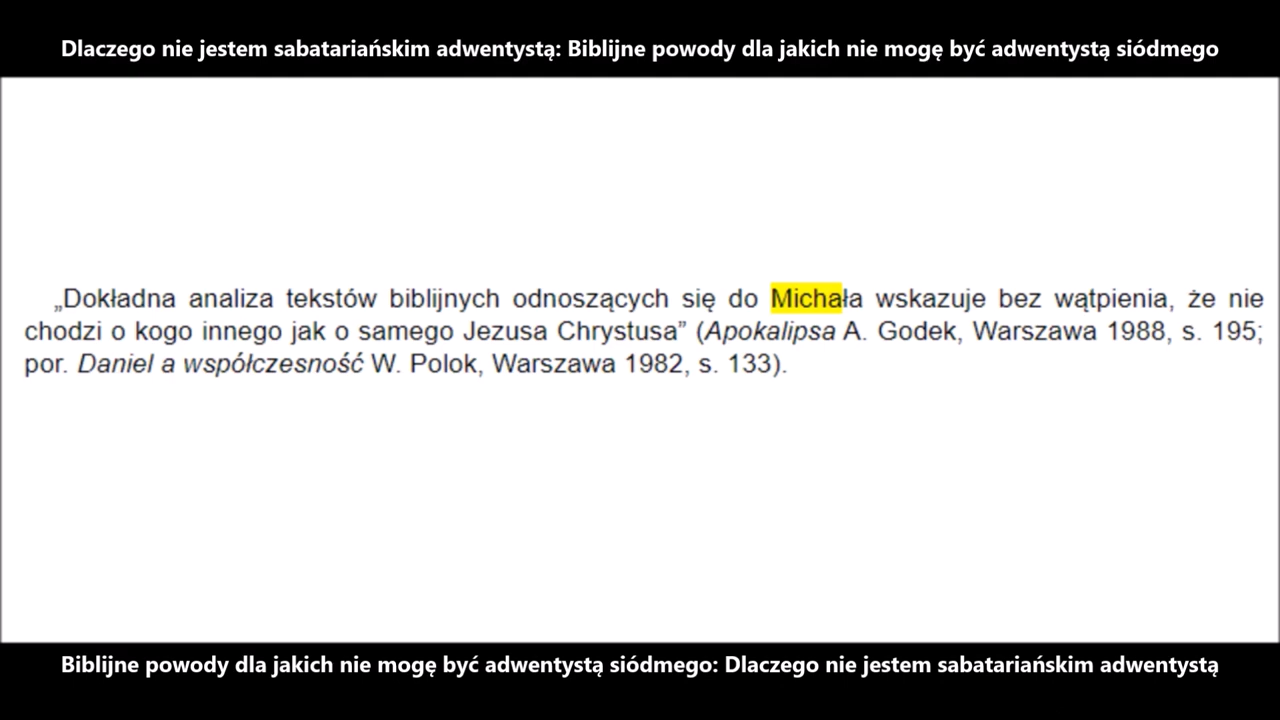 Dlaczego nie jestem sabatariańskim adwentystą: Biblijne powody dla jakich nie mogę być adwentystą siódmego
„Dokładna analiza tekstów biblijnych odnoszących się do Michała wskazuje bez wątpienia, że nie
chodzi o kogo innego jak o samego Jezusa Chrystusa” (Apokalipsa A. Godek, Warszawa 1988, s. 195;
por. Daniel a współczesność W. Polok, Warszawa 1982, s. 133).
Biblijne powody dla jakich nie mogę być adwentystą siódmego: Dlaczego nie jestem sabatariańskim adwentystą